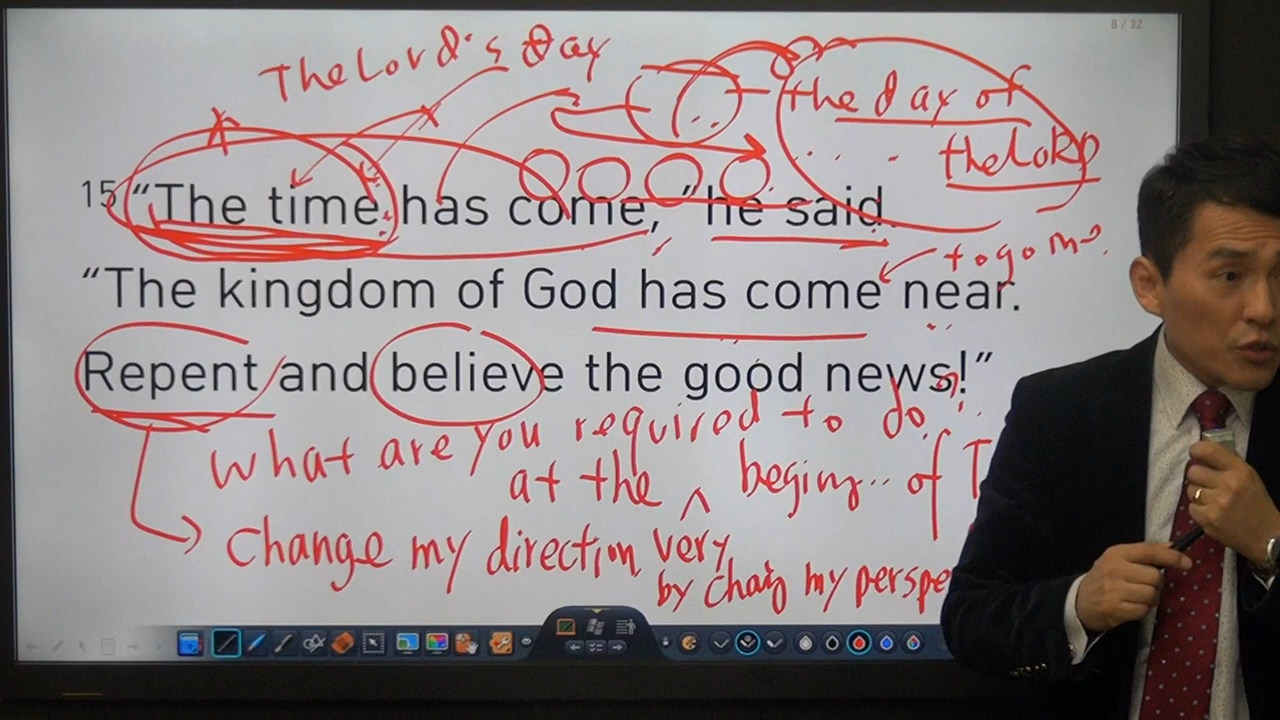 8 / 32
The Lord's day
the day of
the LORD
15 “The time has come,” he said.
to go
“The kingdom of God has come near.
Repent and believe the good news!”
What are you required to do?
at the very begin.. of
Change my direction
by my perspe